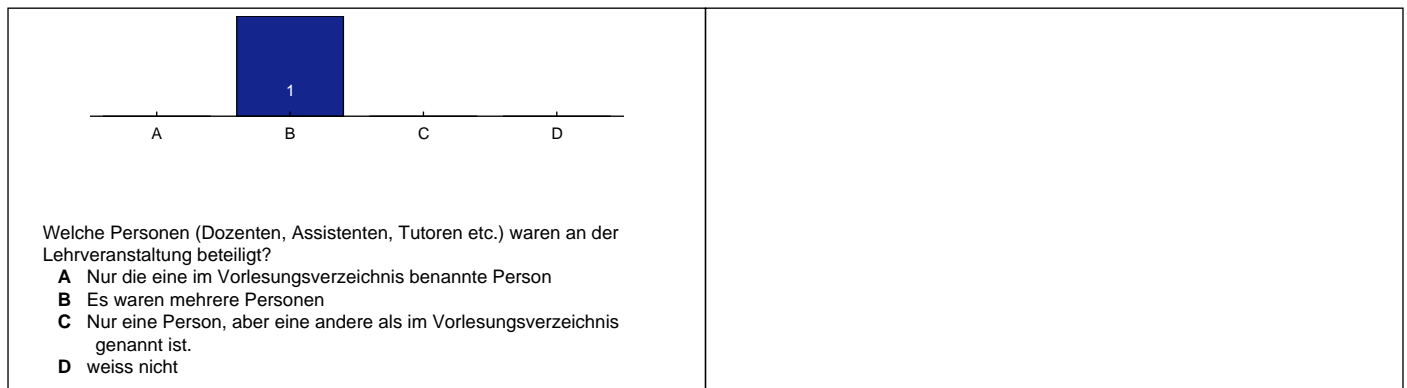 1
A B C D
Welche Personen (Dozenten, Assistenten, Tutoren etc.) waren an der
Lehrveranstaltung beteiligt?
A Nur die eine im Vorlesungsverzeichnis benannte Person
B Es waren mehrere Personen
C Nur eine Person, aber eine andere als im Vorlesungsverzeichnis
genannt ist.
D weiss nicht